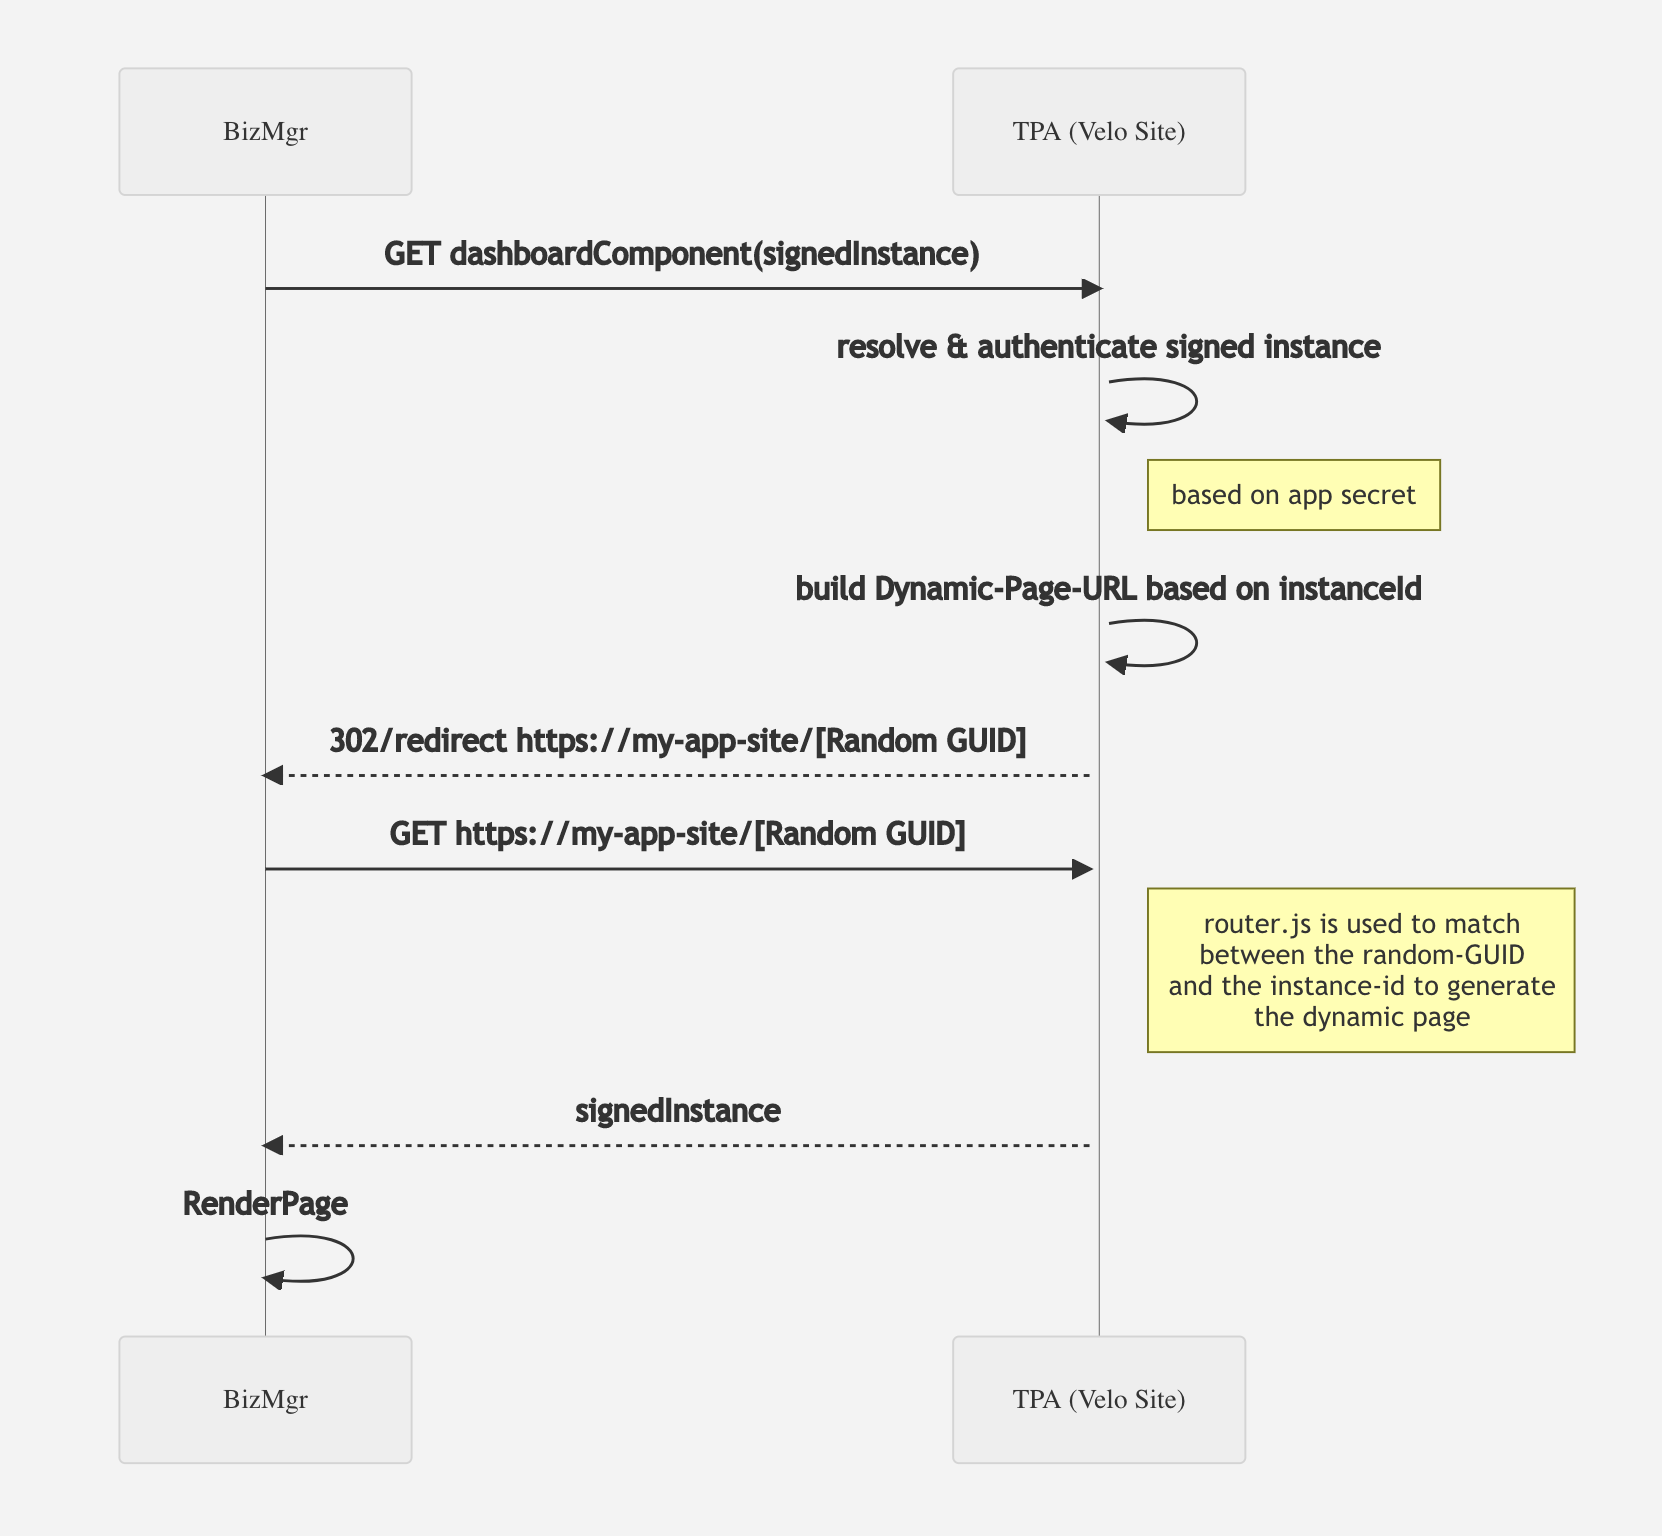 BizMgr
TPA (Velo Site)
GET dashboardComponent(signedInstance)
resolve & authenticate signed instance
based on app secret
build Dynamic-Page-URL based on instanceId
302/redirect https://my-app-site/[Random GUID]
GET https://my-app-site/[Random GUID]
router.js is used to match
between the random-GUID
and the instance-id to generate
the dynamic page
signedInstance
RenderPage
BizMgr
TPA (Velo Site)